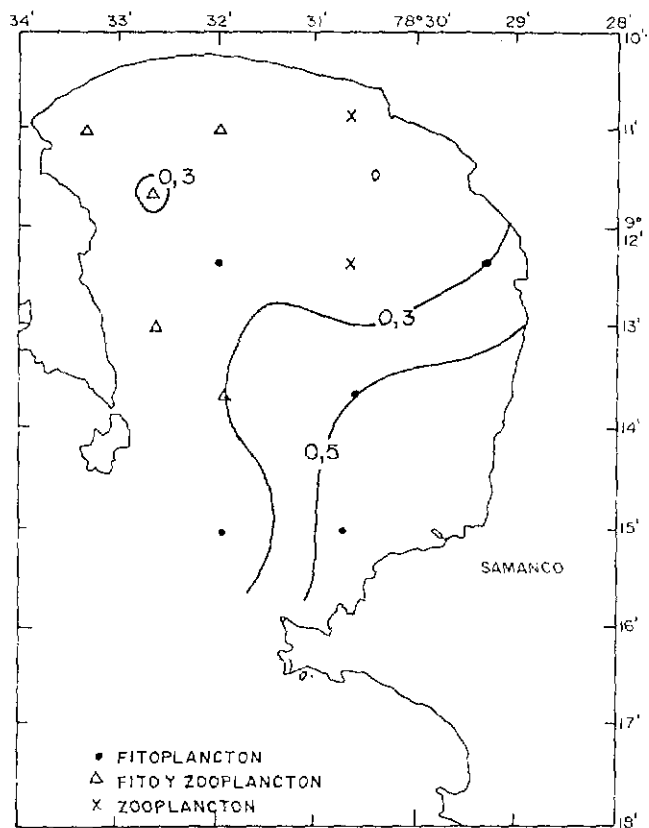 34' 33' 32' 31' 78°30' 29'
10'
11'
0,3
9°
12'
0,3
13'
14'
0,5
15'
SAMANCO
16'
17'
• FITOPLANCTON
△ FITO Y ZOOPLANCTON
x ZOOPLANCTON
18'
28'